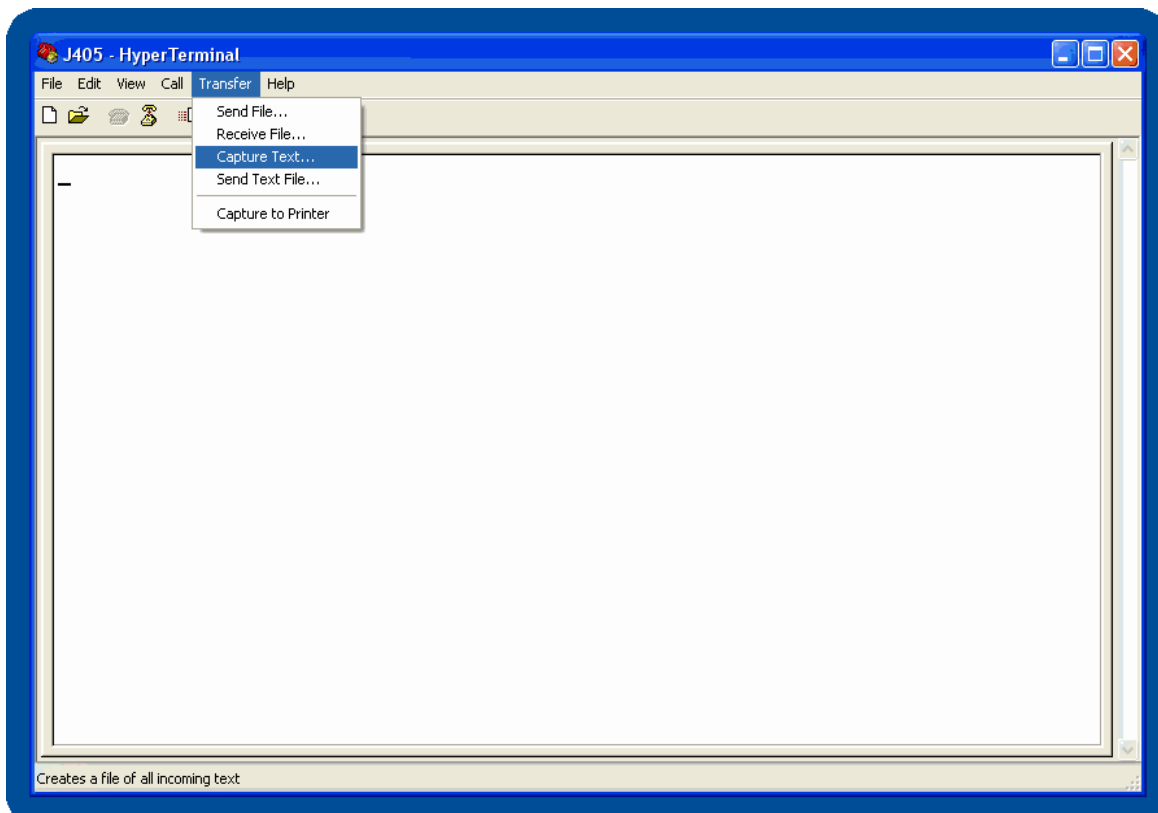 J405 - HyperTerminal
File Edit View Call Transfer Help
Send File...
Receive File...
Capture Text...
Send Text File...
Capture to Printer
Creates a file of all incoming text